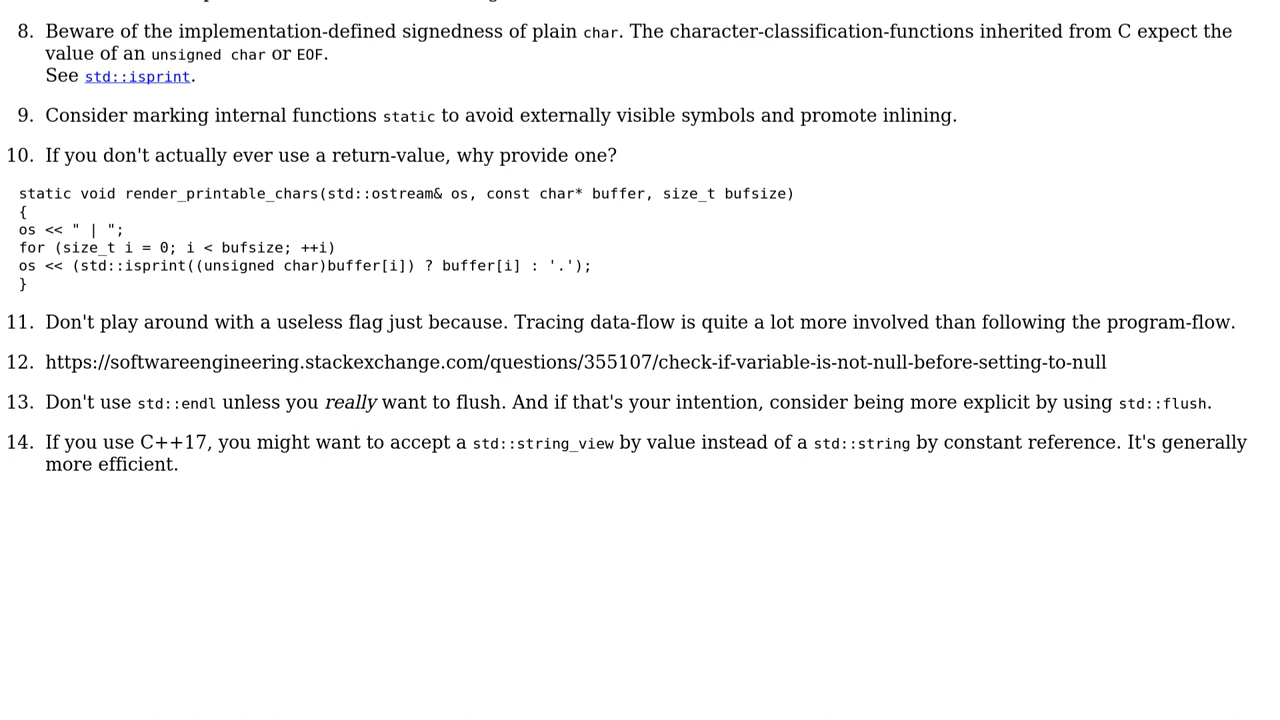 8. Beware of the implementation-defined signedness of plain char. The character-classification-functions inherited from C expect the
value of an unsigned char or EOF.
See std::isprint.
9. Consider marking internal functions static to avoid externally visible symbols and promote inlining.
10. If you don't actually ever use a return-value, why provide one?
static void render_printable_chars(std::ostream& os, const char* buffer, size_t bufsize)
{
os << " | ";
for (size_t i = 0; i < bufsize; ++i)
os << (std::isprint((unsigned char)buffer[i]) ? buffer[i] : '.');
}
11. Don't play around with a useless flag just because. Tracing data-flow is quite a lot more involved than following the program-flow.
12. https://softwareengineering.stackexchange.com/questions/355107/check-if-variable-is-not-null-before-setting-to-null
13. Don't use std::endl unless you really want to flush. And if that's your intention, consider being more explicit by using std::flush.
14. If you use C++17, you might want to accept a std::string_view by value instead of a std::string by constant reference. It's generally
more efficient.